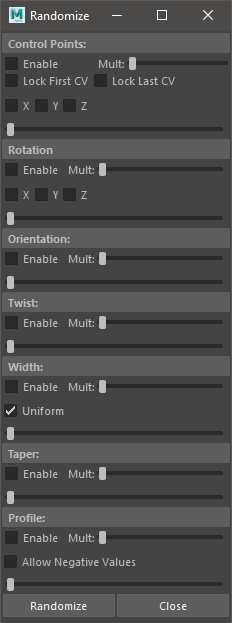 Randomize
Control Points:
Enable Mult:
Lock First CV Lock Last CV
X Y Z
Rotation
Enable Mult:
X Y Z
Orientation:
Enable Mult:
Twist:
Enable Mult:
Width:
Enable Mult:
Uniform
Taper:
Enable Mult:
Profile:
Enable Mult:
Allow Negative Values
Randomize Close